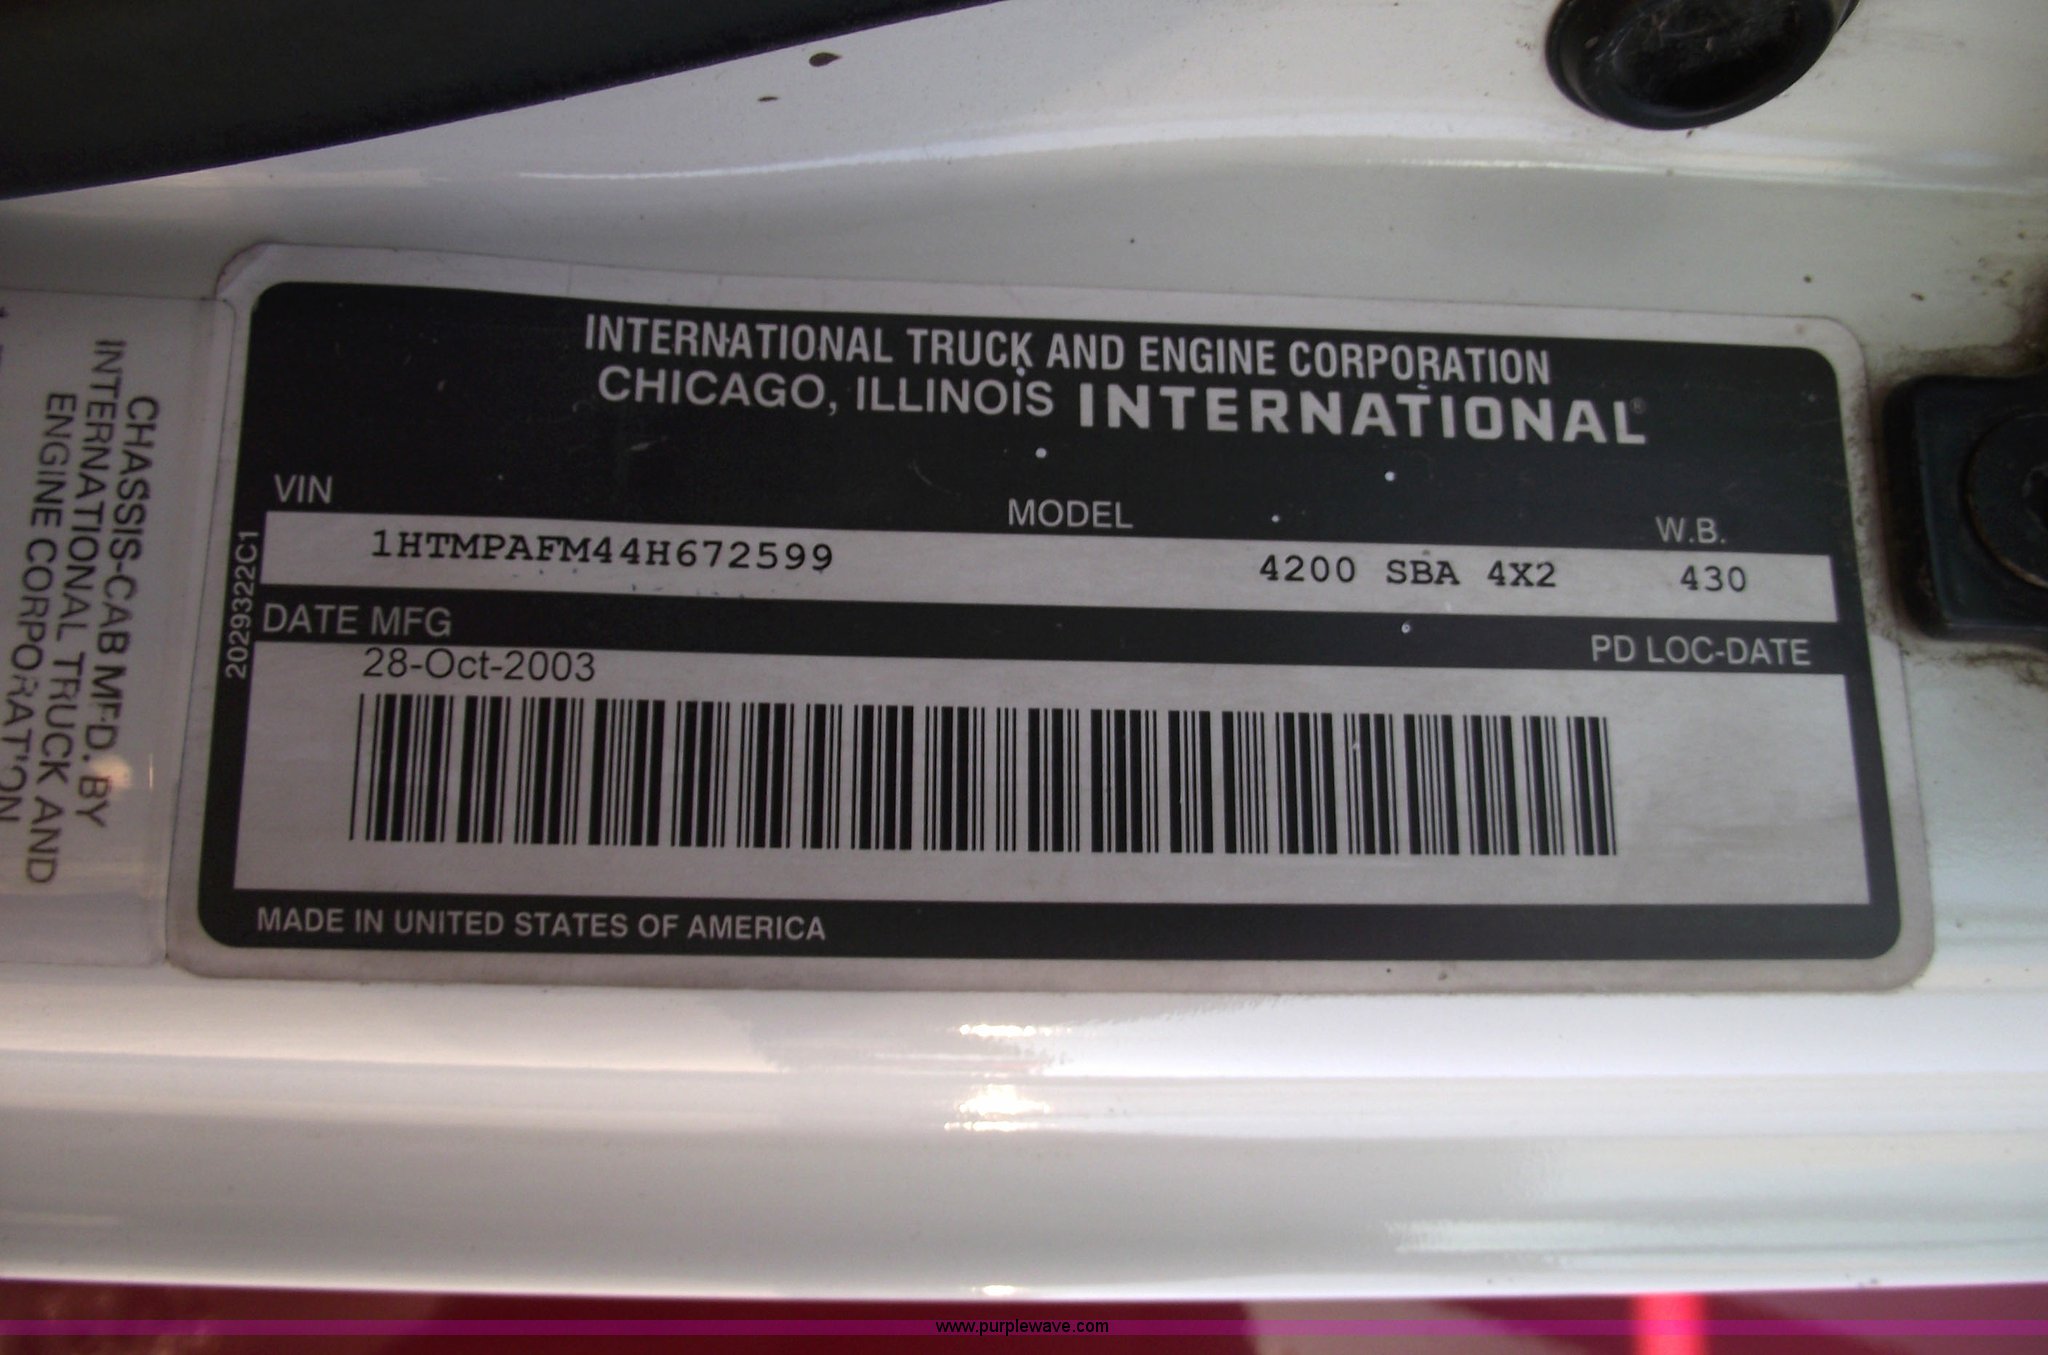 INTERNATIONAL TRUCK AND ENGINE CORPORATION
CHICAGO, ILLINOIS INTERNATIONAL®
VIN MODEL W.B.
1HTMPAFM44H672599 4200 SBA 4X2 430
DATE MFG PD LOC-DATE
28-Oct-2003
MADE IN UNITED STATES OF AMERICA
2029322C1
CHASSIS-CAB MFD. BY
INTERNATIONAL TRUCK AND
ENGINE CORPORATION
www.purplewave.com